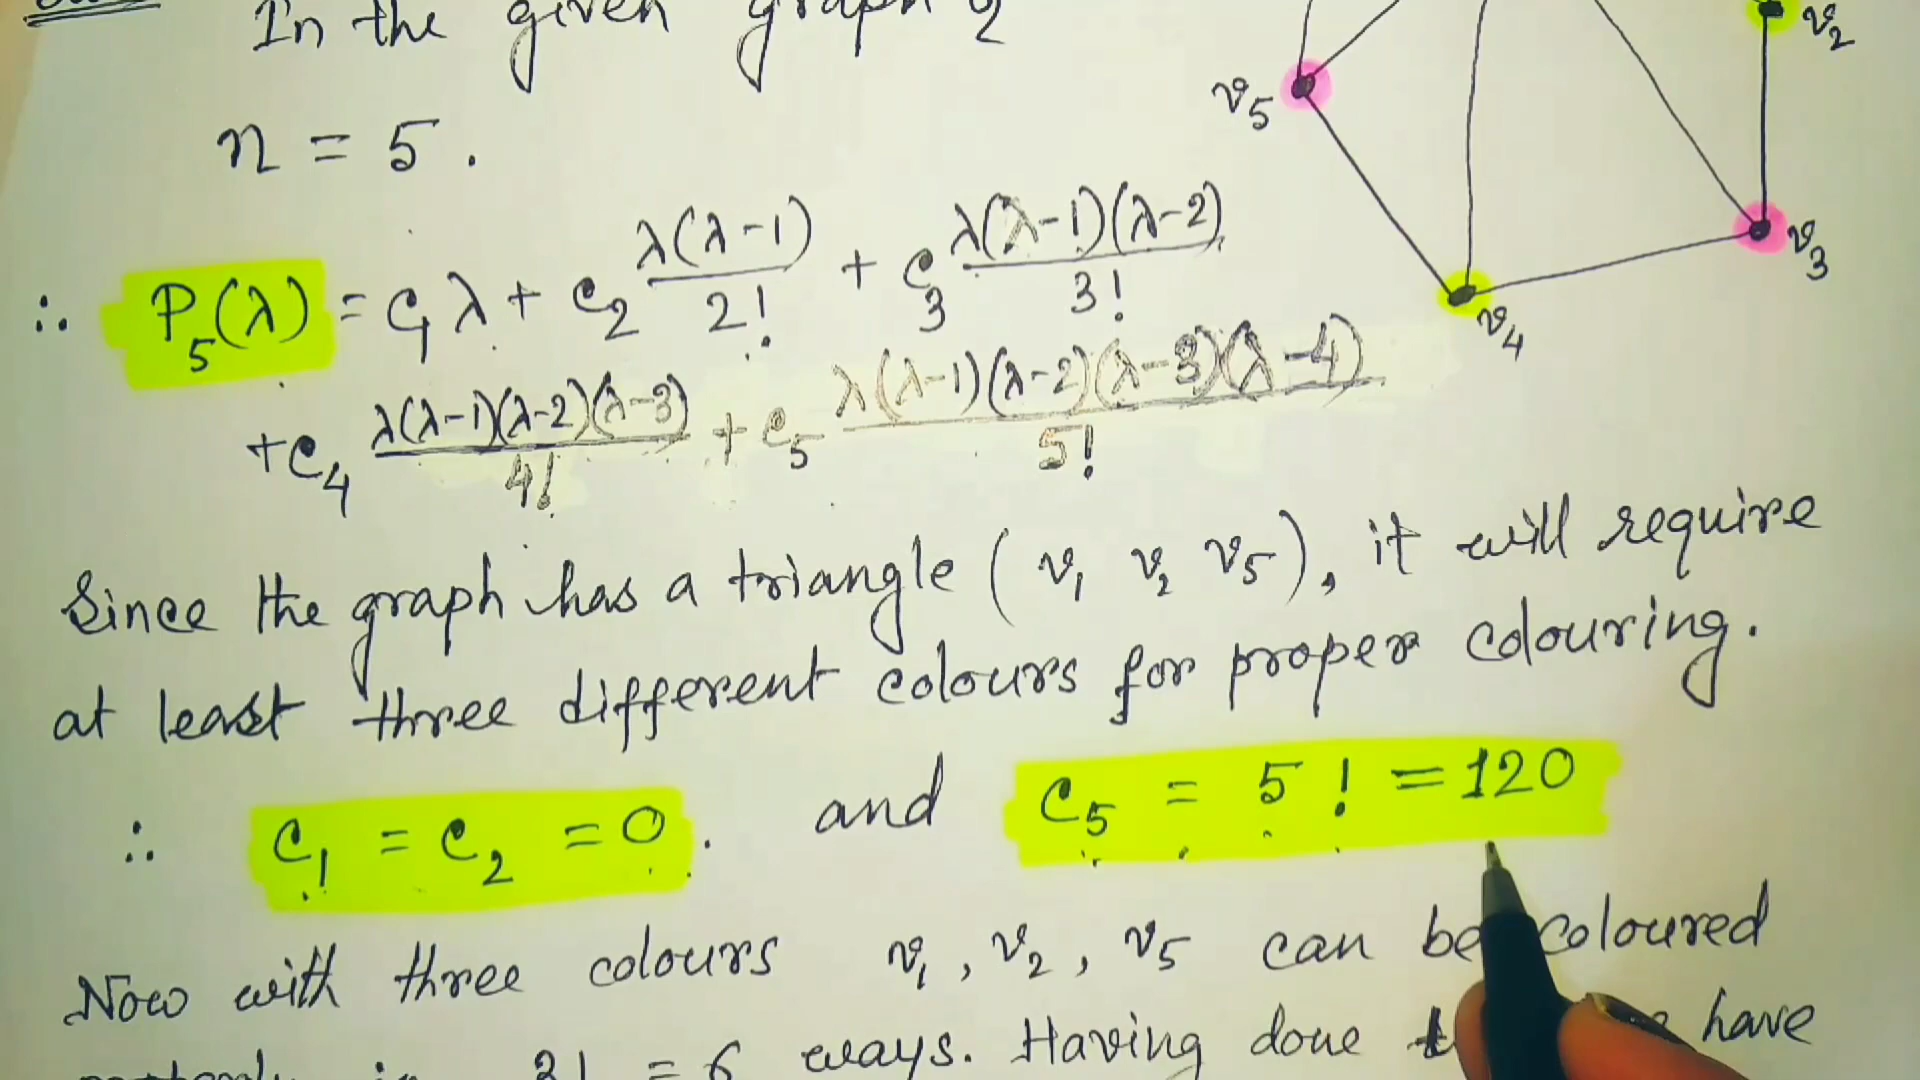 In the given graph
n = 5.
v₂
v₅
v₃
v₄
∴ P₅(λ) = C₁λ + C₂ λ(λ-1)/2! + C₃ λ(λ-1)(λ-2)/3!
+ C₄ λ(λ-1)(λ-2)(λ-3)/4! + C₅ λ(λ-1)(λ-2)(λ-3)(λ-4)/5!
Since the graph has a triangle (v₁ v₂ v₅), it will require
at least three different colours for proper colouring.
∴ C₁ = C₂ = 0. and C₅ = 5! = 120
Now with three colours v₁, v₂, v₅ can be coloured
in 3! = 6 ways. Having done have